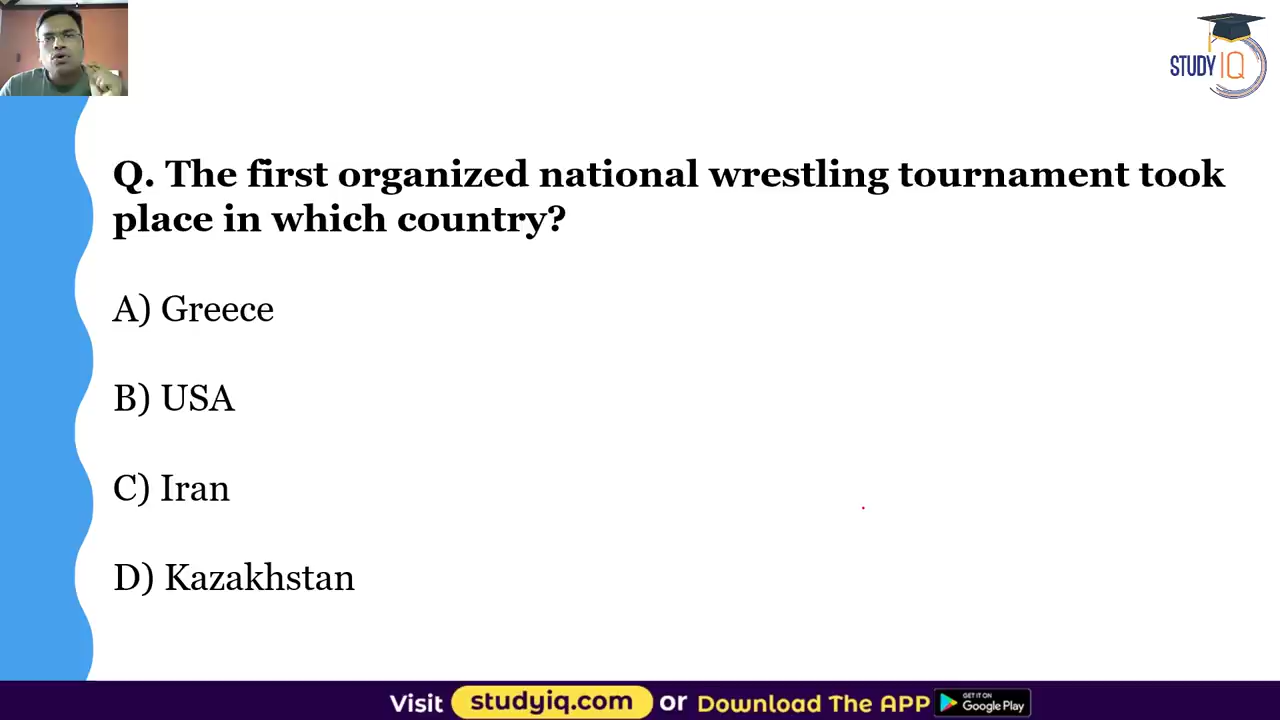 STUDY IQ
Q. The first organized national wrestling tournament took
place in which country?
A) Greece
B) USA
C) Iran
D) Kazakhstan
Visit studyiq.com or Download The APP GET IT ON Google Play